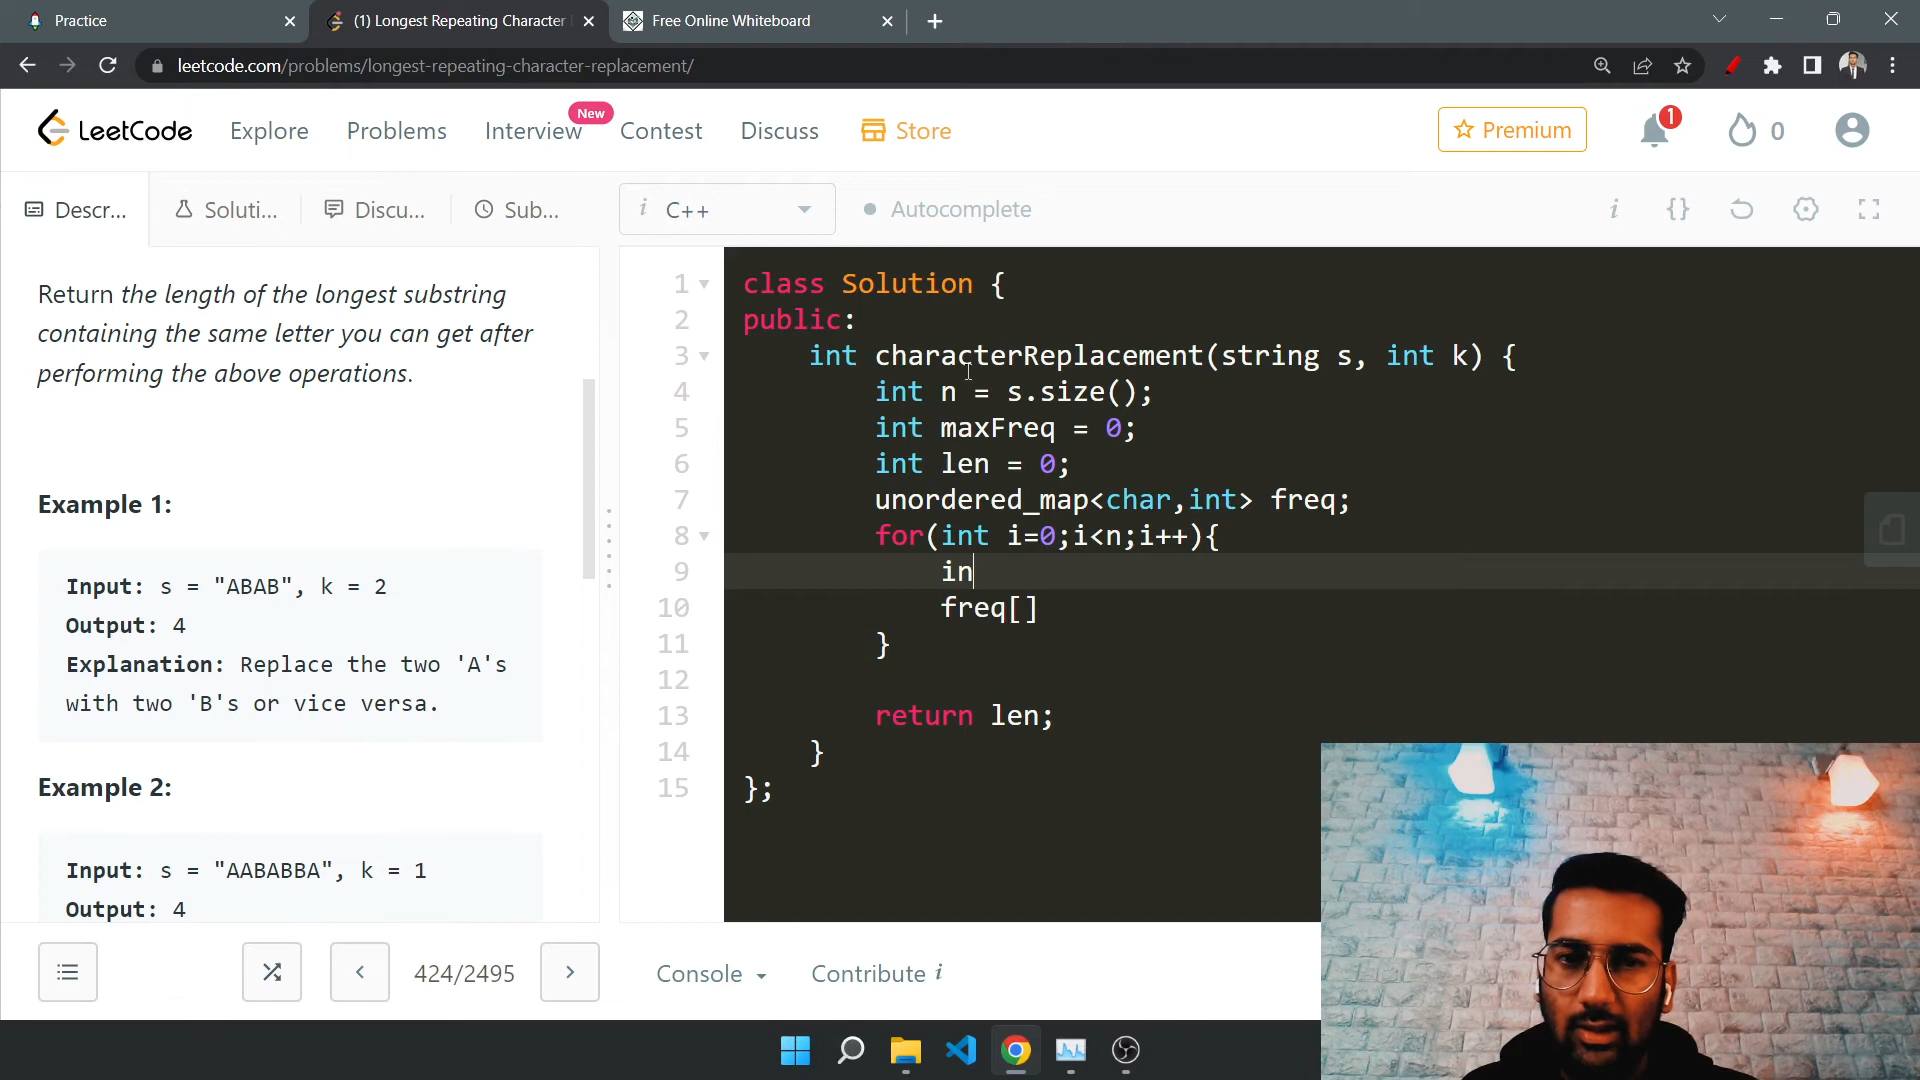 Practice
(1) Longest Repeating Character
Free Online Whiteboard
leetcode.com/problems/longest-repeating-character-replacement/
LeetCode
Explore
Problems
Interview
New
Contest
Discuss
Store
Premium
1
0
Descr...
Soluti...
Discu...
Sub...
i C++
Autocomplete
i {}
Return the length of the longest substring
containing the same letter you can get after
performing the above operations.
Example 1:
Input: s = "ABAB", k = 2
Output: 4
Explanation: Replace the two 'A's
with two 'B's or vice versa.
Example 2:
Input: s = "AABABBA", k = 1
Output: 4
1 class Solution {
2 public:
3 int characterReplacement(string s, int k) {
4 int n = s.size();
5 int maxFreq = 0;
6 int len = 0;
7 unordered_map<char,int> freq;
8 for(int i=0;i<n;i++){
9 in
10 freq[]
11 }
12
13 return len;
14 }
15 };
424/2495
Console
Contribute i